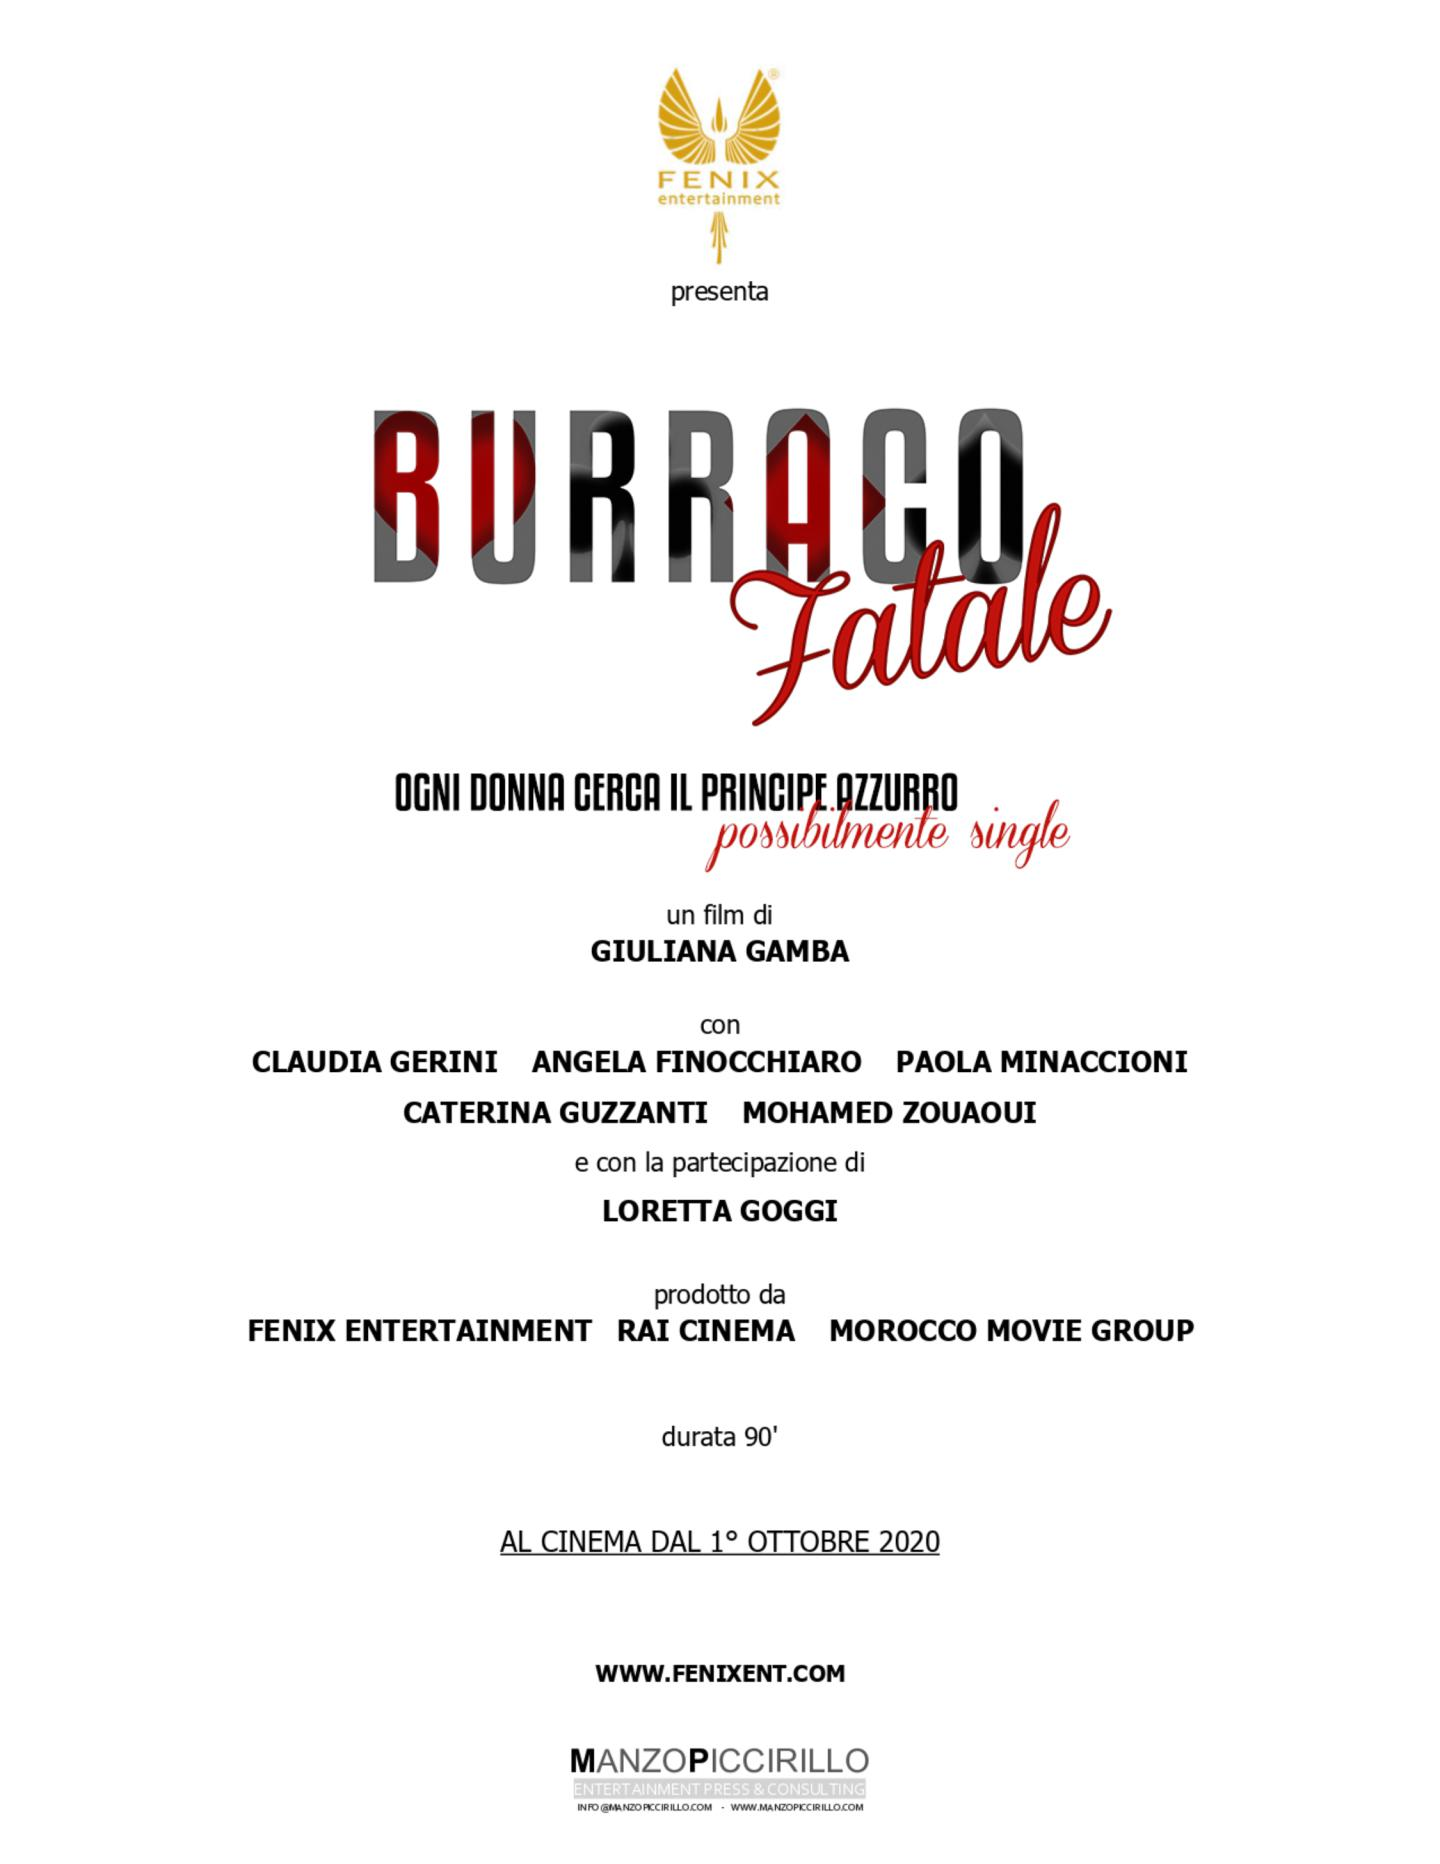 FENIX
entertainment
®
presenta
BURRACO
Fatale
OGNI DONNA CERCA IL PRINCIPE AZZURRO
possibilmente single
un film di
GIULIANA GAMBA
con
CLAUDIA GERINI ANGELA FINOCCHIARO PAOLA MINACCIONI
CATERINA GUZZANTI MOHAMED ZOUAOUI
e con la partecipazione di
LORETTA GOGGI
prodotto da
FENIX ENTERTAINMENT RAI CINEMA MOROCCO MOVIE GROUP
durata 90'
AL CINEMA DAL 1° OTTOBRE 2020
WWW.FENIXENT.COM
MANZOPICCIRILLO
ENTERTAINMENT PRESS & CONSULTING
INFO@MANZOPICCIRILLO.COM - WWW.MANZOPICCIRILLO.COM